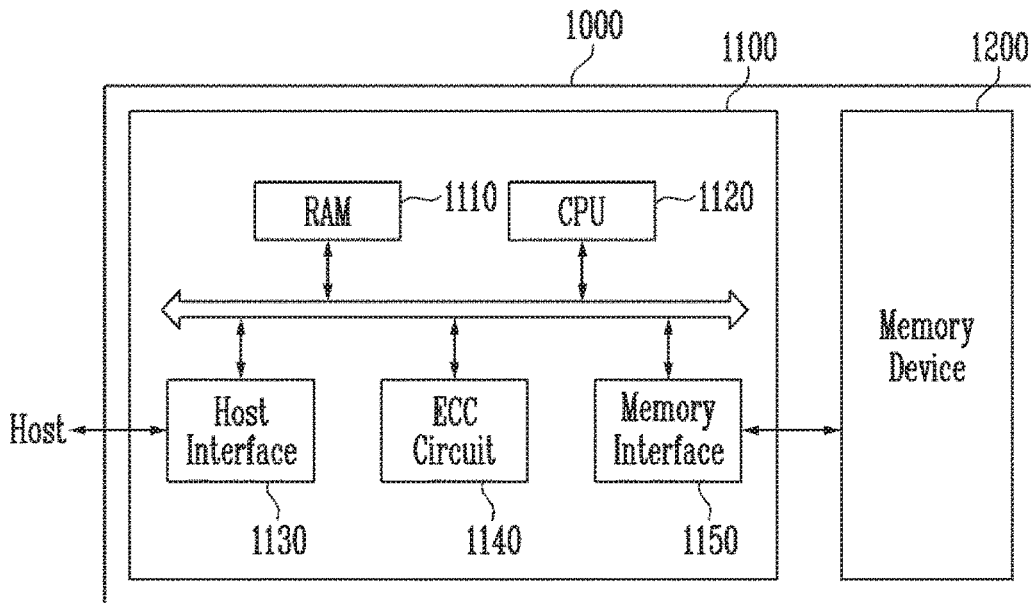 1000
1100
1200
RAM
1110
CPU
1120
Memory
Device
Host
Host
Interface
ECC
Circuit
Memory
Interface
1130
1140
1150